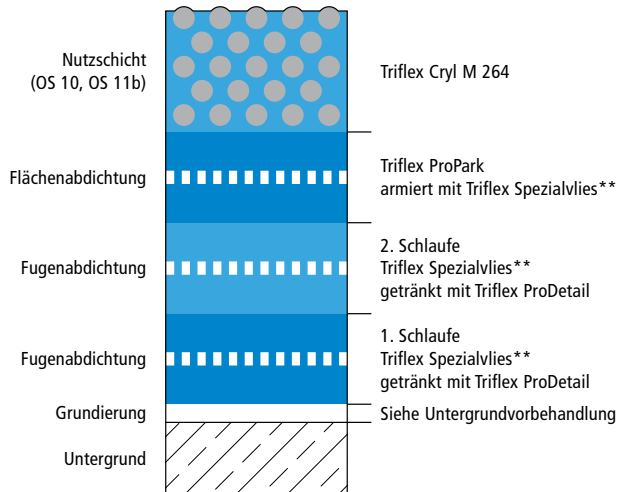 Nutzschicht
(OS 10, OS 11b)
Triflex Cryl M 264
Flächenabdichtung
Triflex ProPark
armiert mit Triflex Spezialvlies**
Fugenabdichtung
2. Schlaufe
Triflex Spezialvlies**
getränkt mit Triflex ProDetail
Fugenabdichtung
1. Schlaufe
Triflex Spezialvlies**
getränkt mit Triflex ProDetail
Grundierung
Siehe Untergrundvorbehandlung
Untergrund